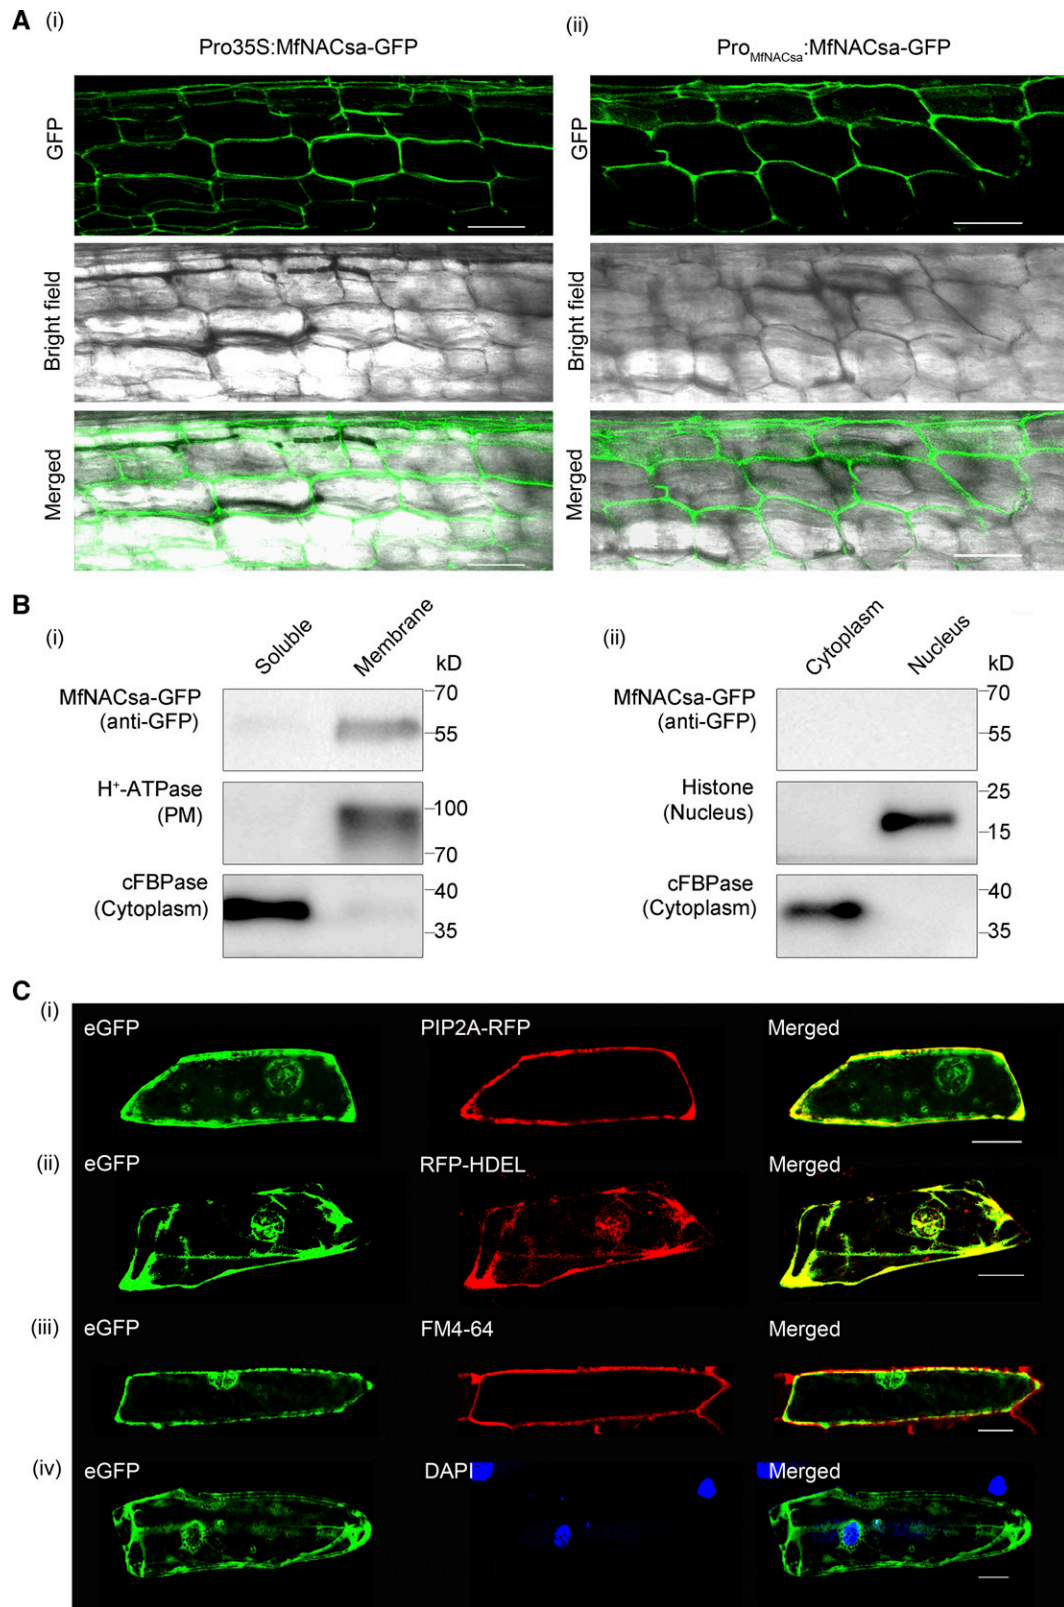 A (i) (ii)
Pro35S:MfNACsa-GFP
Pro_MfNACsa:MfNACsa-GFP
GFP
Bright field
Merged
GFP
Bright field
Merged
B
(i)
Soluble
Membrane
kD
MfNACsa-GFP
(anti-GFP)
70
55
H⁺-ATPase
(PM)
100
70
cFBPase
(Cytoplasm)
40
35
(ii)
Cytoplasm
Nucleus
kD
MfNACsa-GFP
(anti-GFP)
70
55
Histone
(Nucleus)
25
15
cFBPase
(Cytoplasm)
40
35
C
(i)
eGFP PIP2A-RFP Merged
(ii)
eGFP RFP-HDEL Merged
(iii)
eGFP FM4-64 Merged
(iv)
eGFP DAPI Merged